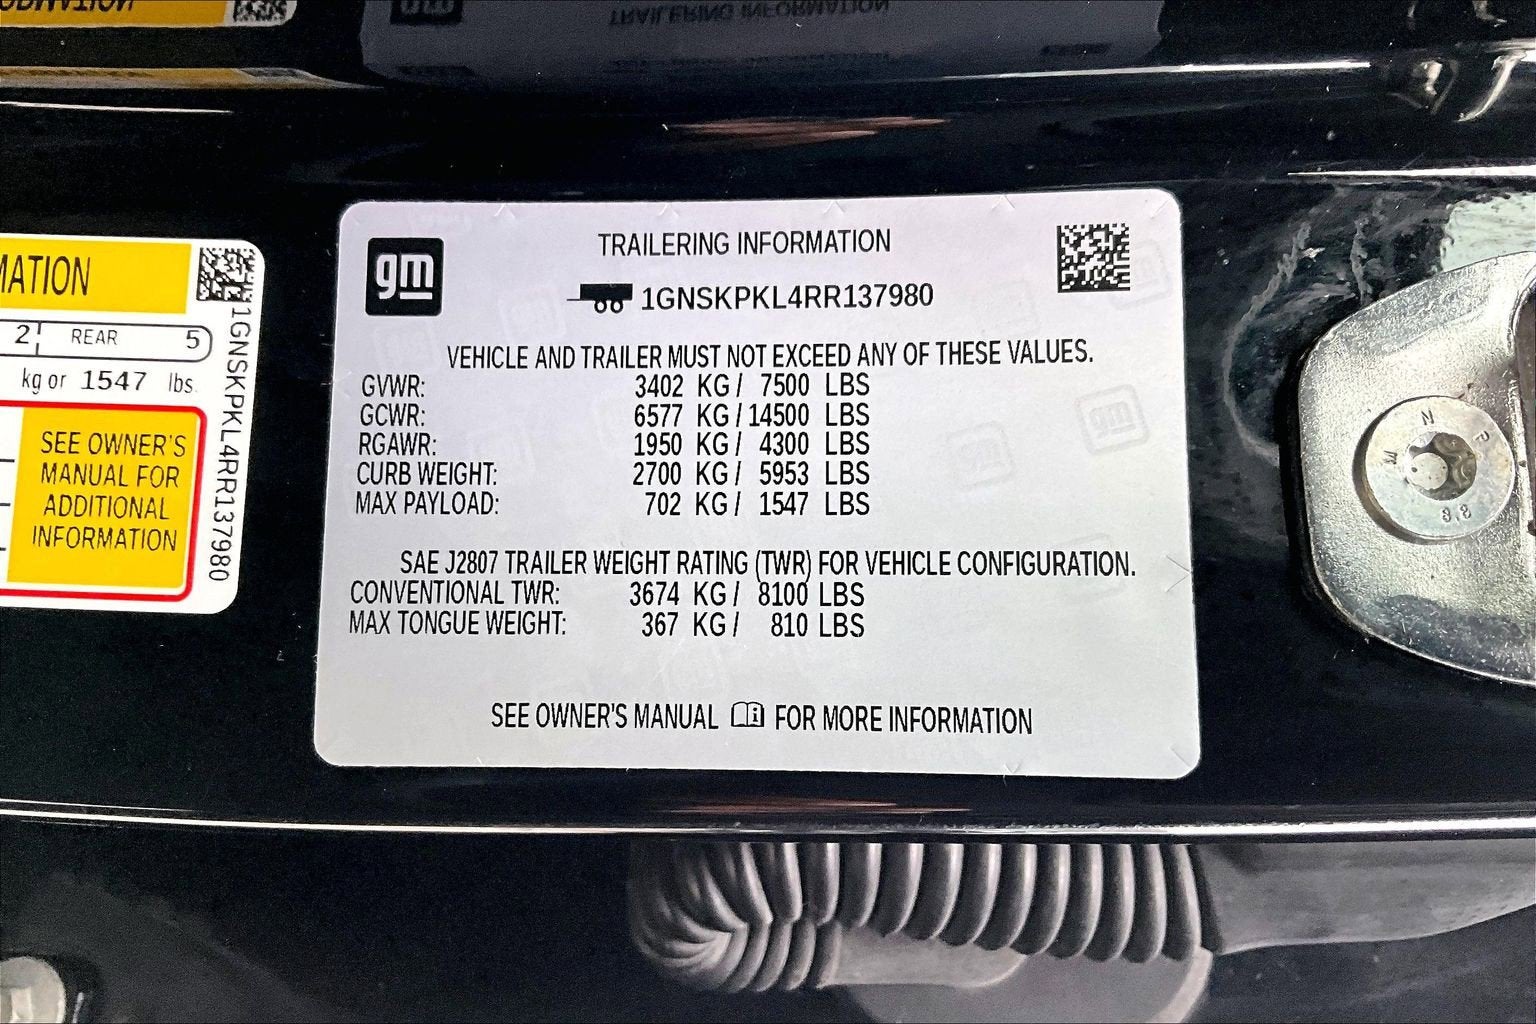 TRAILERING INFORMATION
gm
1GNSKPKL4RR137980
VEHICLE AND TRAILER MUST NOT EXCEED ANY OF THESE VALUES.
GVWR: 3402 KG / 7500 LBS
GCWR: 6577 KG / 14500 LBS
RGAWR: 1950 KG / 4300 LBS
CURB WEIGHT: 2700 KG / 5953 LBS
MAX PAYLOAD: 702 KG / 1547 LBS
SAE J2807 TRAILER WEIGHT RATING (TWR) FOR VEHICLE CONFIGURATION.
CONVENTIONAL TWR: 3674 KG / 8100 LBS
MAX TONGUE WEIGHT: 367 KG / 810 LBS
SEE OWNER'S MANUAL FOR MORE INFORMATION
MATION
2 REAR 5
kg or 1547 lbs.
SEE OWNER'S
MANUAL FOR
ADDITIONAL
INFORMATION
1GNSKPKL4RR137980
8.8